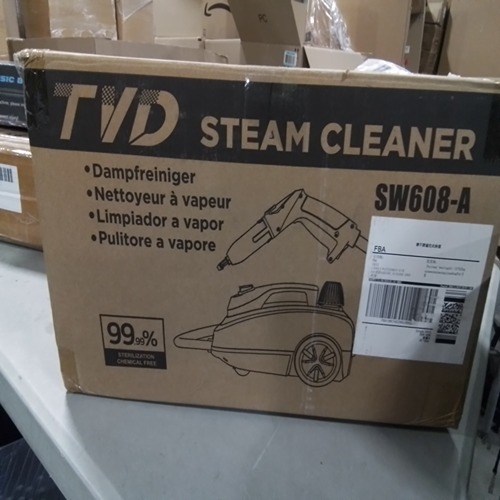 TVD
STEAM CLEANER
•Dampfreiniger
•Nettoyeur à vapeur
•Limpiador a vapor
•Pulitore a vapore
SW608-A
FBA
99.99%
STERILIZATION
CHEMICAL FREE